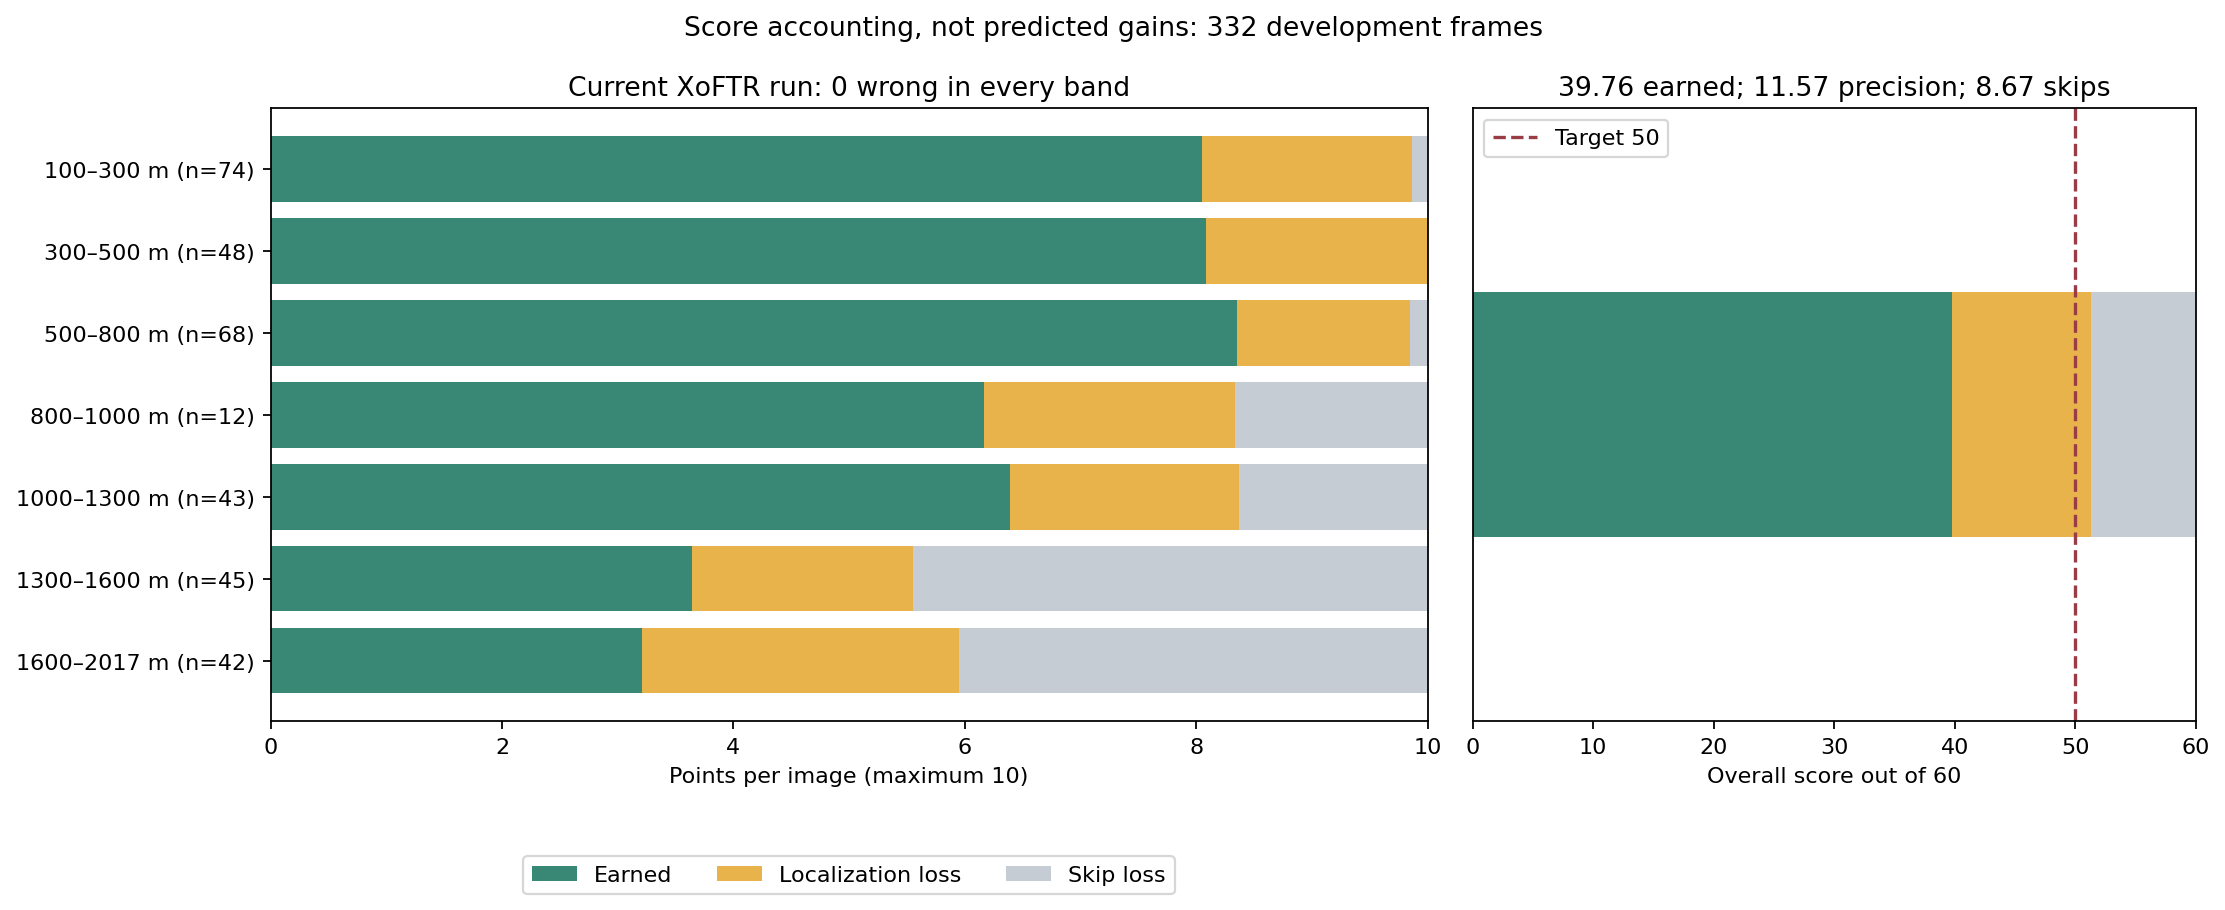 Score accounting, not predicted gains: 332 development frames
Current XoFTR run: 0 wrong in every band
100–300 m (n=74)
300–500 m (n=48)
500–800 m (n=68)
800–1000 m (n=12)
1000–1300 m (n=43)
1300–1600 m (n=45)
1600–2017 m (n=42)
0 2 4 6 8 10
Points per image (maximum 10)
39.76 earned; 11.57 precision; 8.67 skips
Target 50
0 10 20 30 40 50 60
Overall score out of 60
Earned Localization loss Skip loss